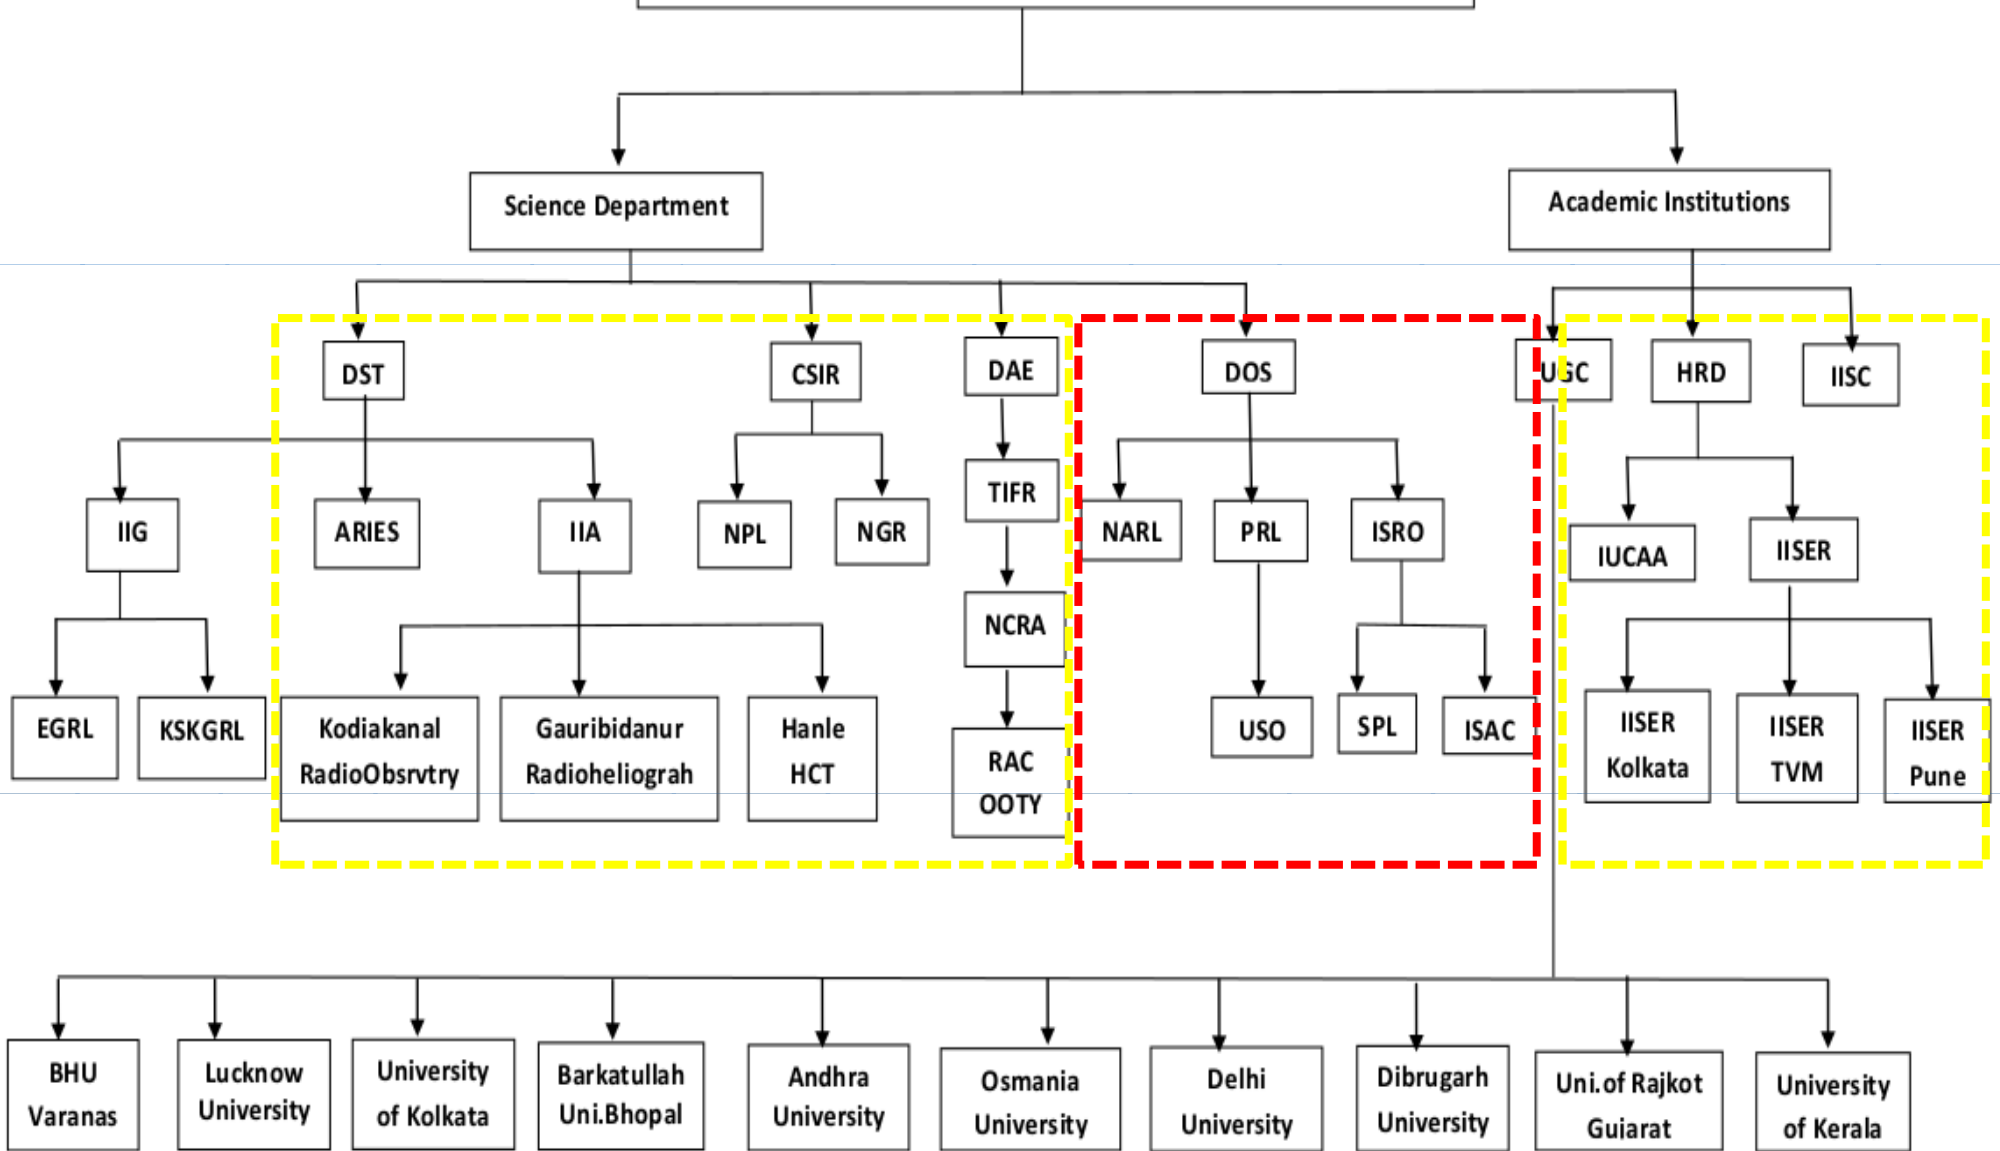 Science Department
Academic Institutions
DST
CSIR
DAE
DOS
UGC
HRD
IISC
IIG
ARIES
IIA
NPL
NGR
TIFR
NARL
PRL
ISRO
IUCAA
IISER
NCRA
EGRL
KSKGRL
Kodiakanal
RadioObsrvtry
Gauribidanur
Radioheliograh
Hanle
HCT
RAC
OOTY
USO
SPL
ISAC
IISER
Kolkata
IISER
TVM
IISER
Pune
BHU
Varanas
Lucknow
University
University
of Kolkata
Barkatullah
Uni.Bhopal
Andhra
University
Osmania
University
Delhi
University
Dibrugarh
University
Uni.of Rajkot
Gujarat
University
of Kerala